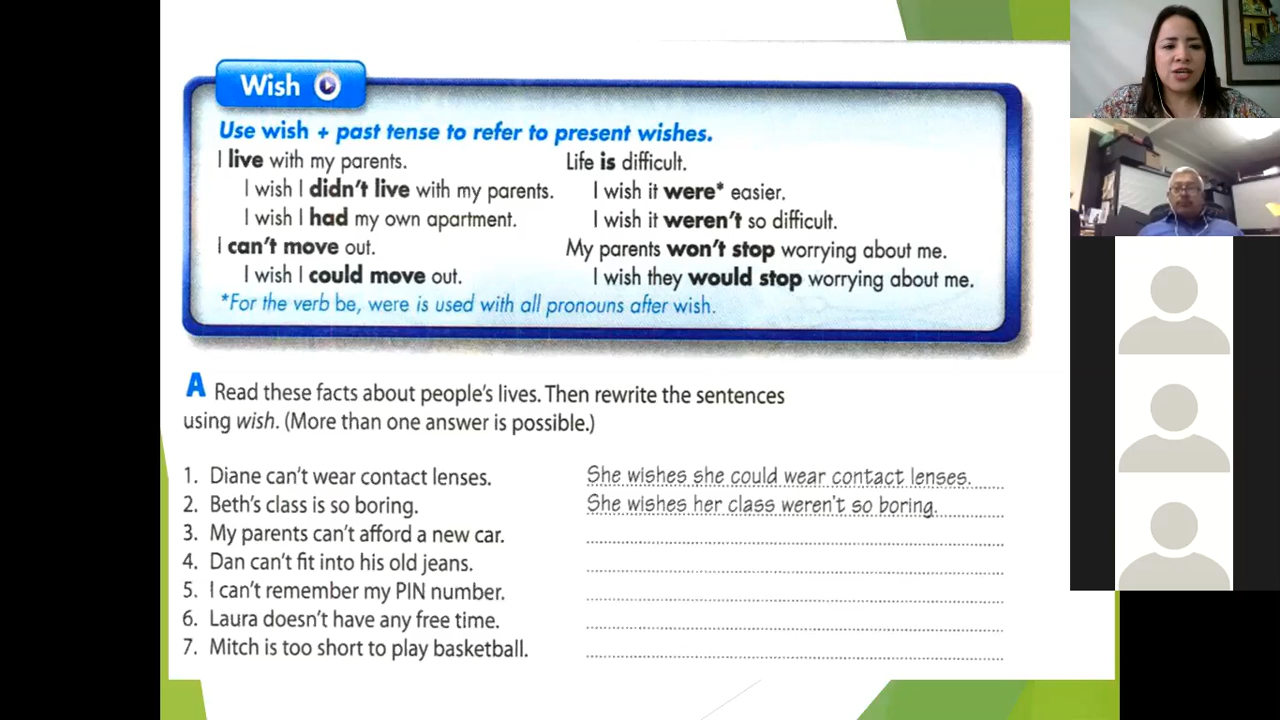 Wish
Use wish + past tense to refer to present wishes.
I live with my parents.
I wish I didn't live with my parents.
I wish I had my own apartment.
I can't move out.
I wish I could move out.
Life is difficult.
I wish it were* easier.
I wish it weren't so difficult.
My parents won't stop worrying about me.
I wish they would stop worrying about me.
*For the verb be, were is used with all pronouns after wish.
A Read these facts about people's lives. Then rewrite the sentences
using wish. (More than one answer is possible.)
1. Diane can't wear contact lenses. She wishes she could wear contact lenses.
2. Beth's class is so boring. She wishes her class weren't so boring.
3. My parents can't afford a new car.
4. Dan can't fit into his old jeans.
5. I can't remember my PIN number.
6. Laura doesn't have any free time.
7. Mitch is too short to play basketball.